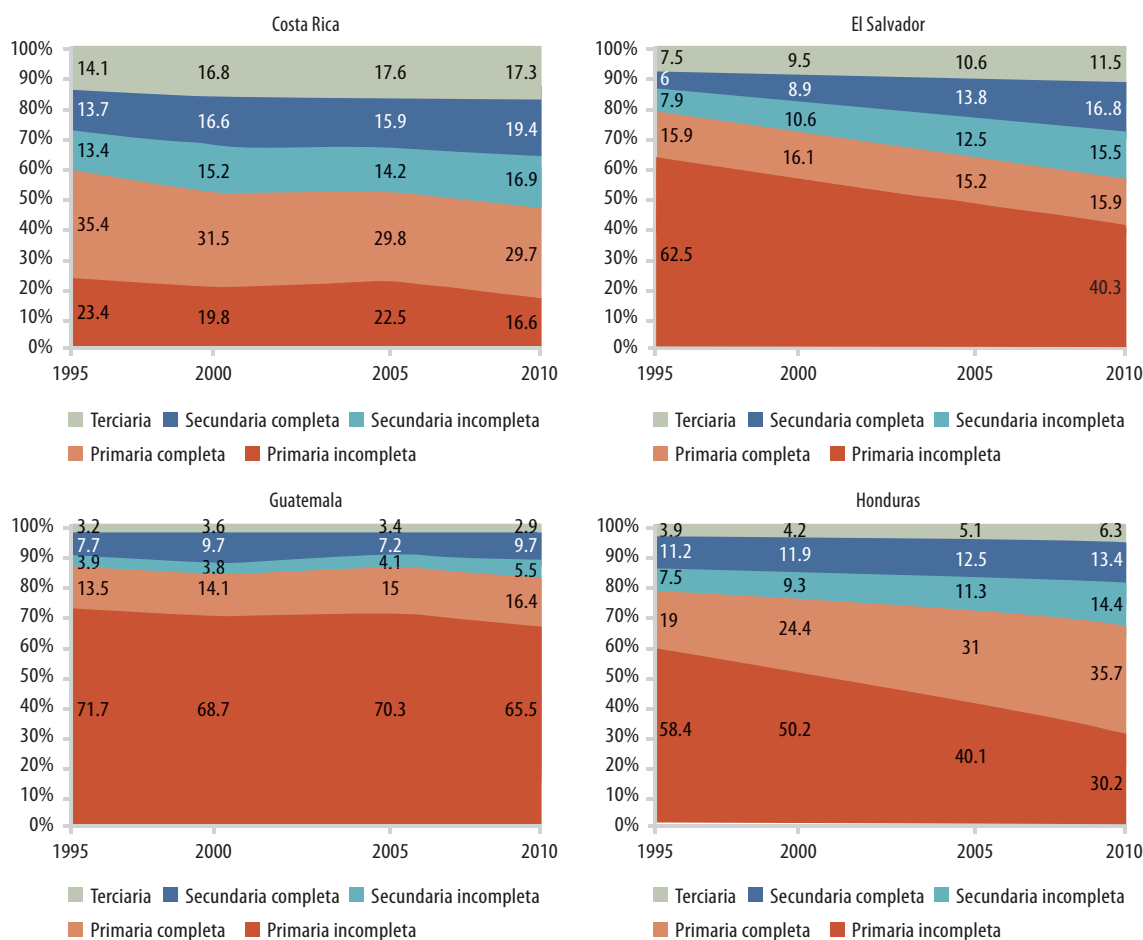 Costa Rica
100%
90%
80%
70%
60%
50%
40%
30%
20%
10%
0%
14.1 16.8 17.6 17.3
13.7 16.6 15.9 19.4
13.4 15.2 14.2 16.9
35.4 31.5 29.8 29.7
23.4 19.8 22.5 16.6
1995 2000 2005 2010
Terciaria Secundaria completa Secundaria incompleta
Primaria completa Primaria incompleta
El Salvador
100%
90%
80%
70%
60%
50%
40%
30%
20%
10%
0%
7.5 9.5 10.6 11.5
6 8.9 13.8 16..8
7.9 10.6 12.5 15.5
15.9 16.1 15.2 15.9
62.5 40.3
1995 2000 2005 2010
Terciaria Secundaria completa Secundaria incompleta
Primaria completa Primaria incompleta
Guatemala
100%
90%
80%
70%
60%
50%
40%
30%
20%
10%
0%
3.2 3.6 3.4 2.9
7.7 9.7 7.2 9.7
3.9 3.8 4.1 5.5
13.5 14.1 15 16.4
71.7 68.7 70.3 65.5
1995 2000 2005 2010
Terciaria Secundaria completa Secundaria incompleta
Primaria completa Primaria incompleta
Honduras
100%
90%
80%
70%
60%
50%
40%
30%
20%
10%
0%
3.9 4.2 5.1 6.3
11.2 11.9 12.5 13.4
7.5 9.3 11.3 14.4
19 24.4 31 35.7
58.4 50.2 40.1 30.2
1995 2000 2005 2010
Terciaria Secundaria completa Secundaria incompleta
Primaria completa Primaria incompleta